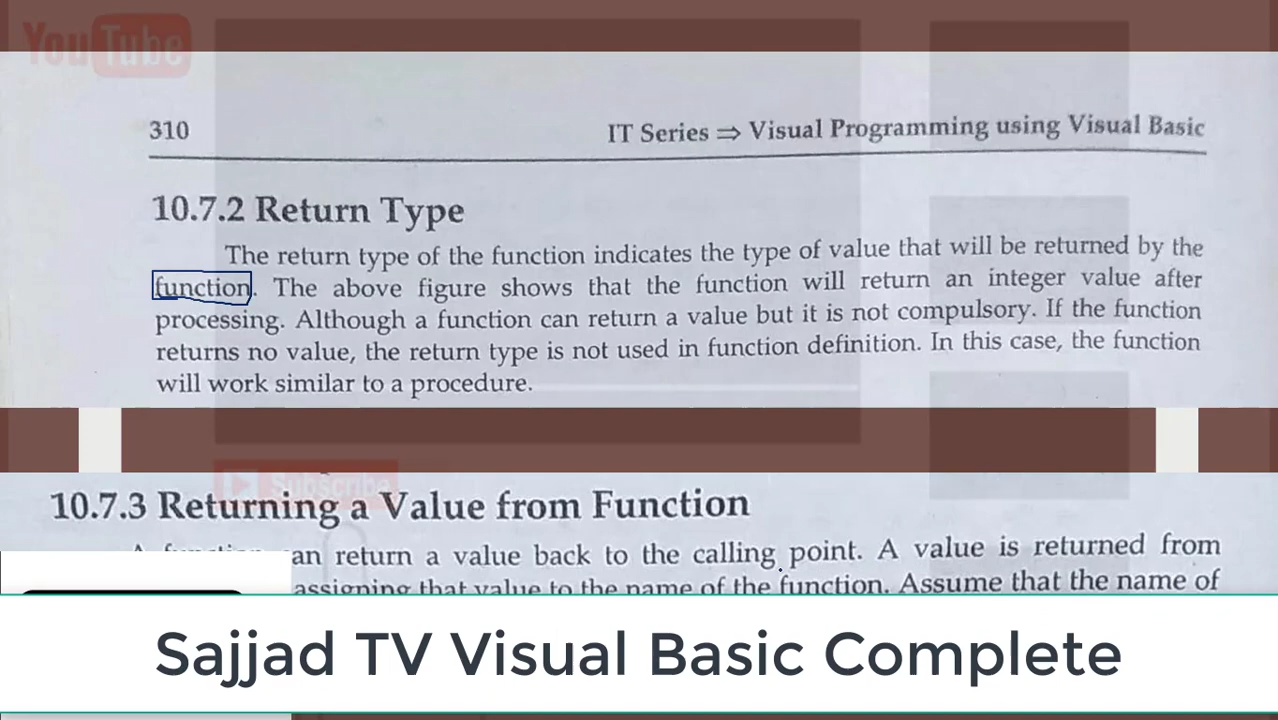 YouTube
310
IT Series ⇒ Visual Programming using Visual Basic
10.7.2 Return Type
The return type of the function indicates the type of value that will be returned by the
function. The above figure shows that the function will return an integer value after
processing. Although a function can return a value but it is not compulsory. If the function
returns no value, the return type is not used in function definition. In this case, the function
will work similar to a procedure.
Subscribe
10.7.3 Returning a Value from Function
A function can return a value back to the calling point. A value is returned from
assigning that value to the name of the function. Assume that the name of
Sajjad TV Visual Basic Complete